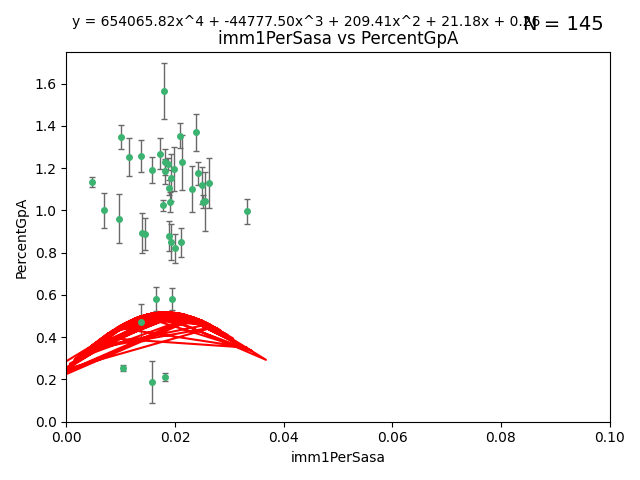 y = 654065.82x^4 + -44777.50x^3 + 209.41x^2 + 21.18x + 0.26
N = 145
imm1PerSasa vs PercentGpA
PercentGpA
1.6
1.4
1.2
1.0
0.8
0.6
0.4
0.2
0.0
0.00 0.02 0.04 0.06 0.08 0.10
imm1PerSasa